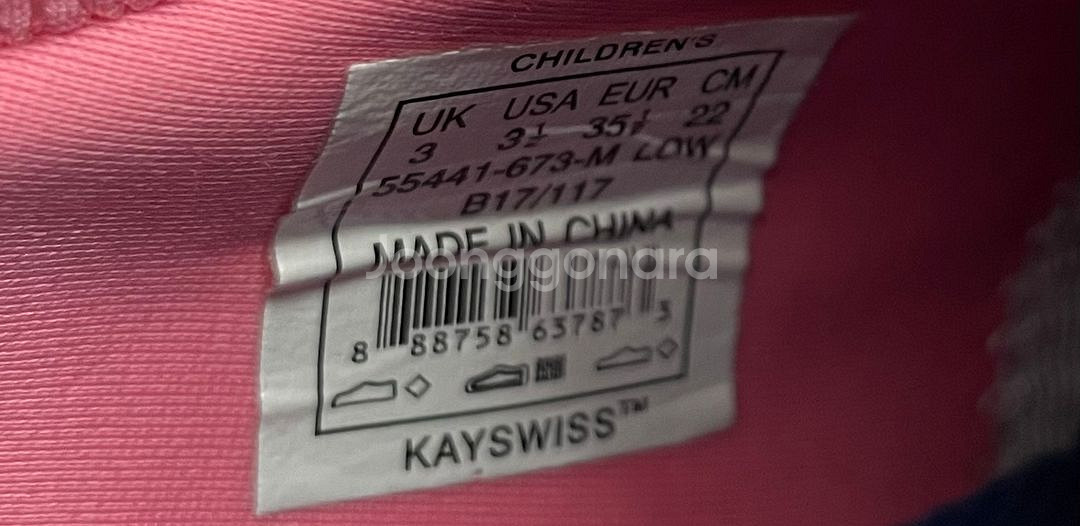 CHILDREN'S
UK USA EUR CM
3 3½ 35½ 22
55441-673-M LOW
B17/117
MADE IN CHINA
Joonggonara
8 88758 63787 3
KAYSWISS™